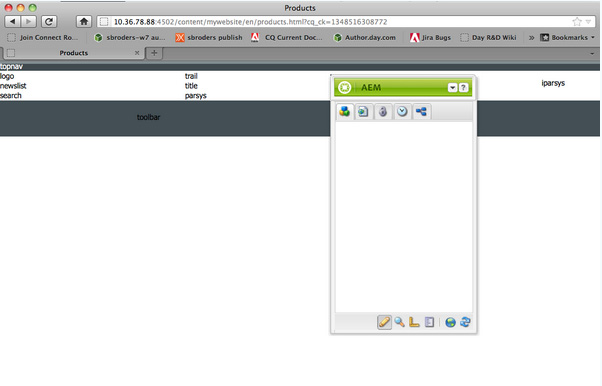 Products
10.36.78.88:4502/content/mywebsite/en/products.html?cq_ck=1348516308772
Join Connect Ro... sbroders-w7 au... sbroders publish CQ Current Doc... Author.day.com Jira Bugs Day R&D Wiki » Bookmarks
Products
topnav
logo trail iparsys
newslist title
search parsys
toolbar
AEM ?